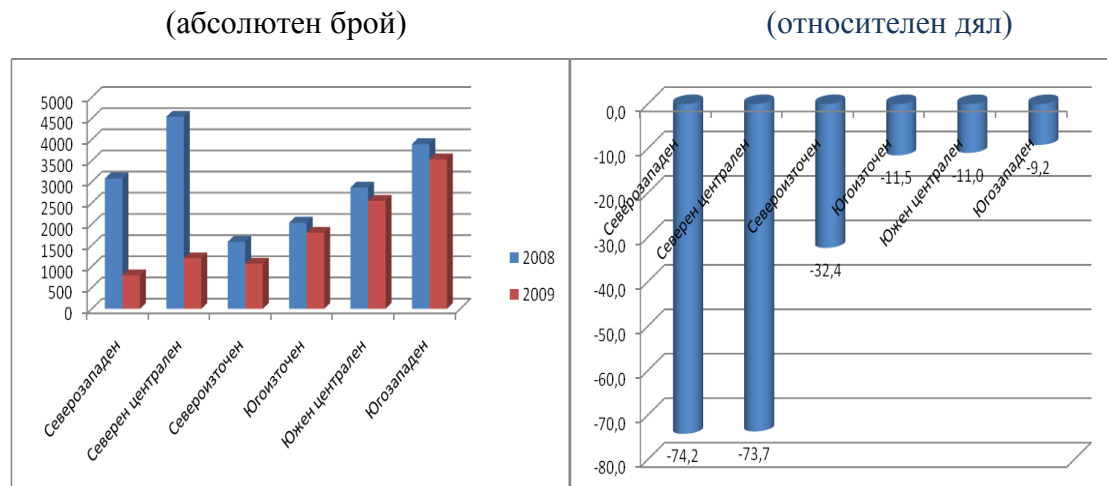 (абсолютен брой)
5000
4500
4000
3500
3000
2500
2000
1500
1000
500
0
Северозападен
Северен централен
Североизточен
Югоизточен
Южен централен
Югозападен
2008
2009
(относителен дял)
0,0
-10,0
-20,0
-30,0
-40,0
-50,0
-60,0
-70,0
-80,0
Северозападен
Северен централен
Североизточен
Югоизточен
Южен централен
Югозападен
-74,2
-73,7
-32,4
-11,5
-11,0
-9,2